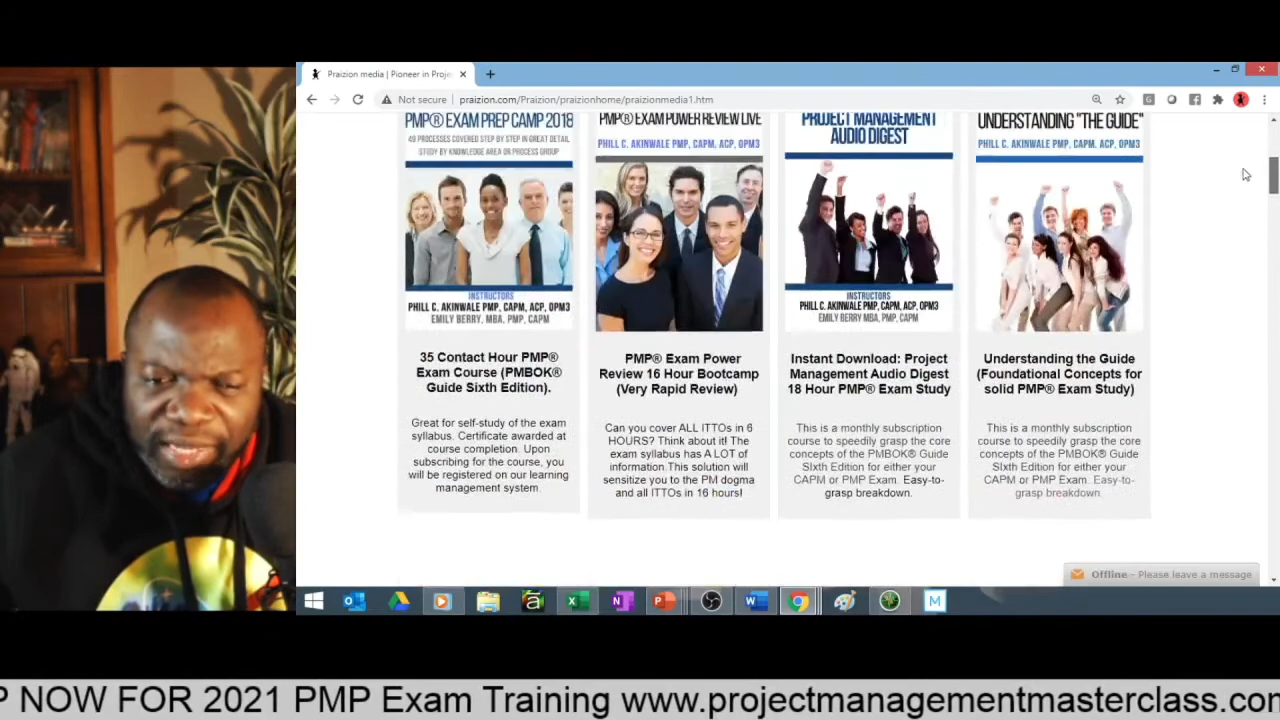 Praizion media | Pioneer in Proje
Not secure
praizion.com/Praizion/praizionhome/praizionmedia1.htm
PMP® EXAM PREP CAMP 2018
49 PROCESSES COVERED STEP BY STEP IN GREAT DETAIL
STUDY BY KNOWLEDGE AREA OR PROCESS GROUP
INSTRUCTORS
PHILL C. AKINWALE PMP, CAPM, ACP, OPM3
EMILY BERRY, MBA, PMP, CAPM
35 Contact Hour PMP®
Exam Course (PMBOK®
Guide Sixth Edition).
Great for self-study of the exam
syllabus. Certificate awarded at
course completion. Upon
subscribing for the course, you
will be registered on our learning
management system.
PMP® EXAM POWER REVIEW LIVE
PHILL C. AKINWALE PMP, CAPM, ACP, OPM3
PMP® Exam Power
Review 16 Hour Bootcamp
(Very Rapid Review)
Can you cover ALL ITTOs in 6
HOURS? Think about it! The
exam syllabus has A LOT of
information.This solution will
sensitize you to the PM dogma
and all ITTOs in 16 hours!
PROJECT MANAGEMENT
AUDIO DIGEST
INSTRUCTORS
PHILL C. AKINWALE PMP, CAPM, ACP, OPM3
EMILY BERRY MBA, PMP, CAPM
Instant Download: Project
Management Audio Digest
18 Hour PMP® Exam Study
This is a monthly subscription
course to speedily grasp the core
concepts of the PMBOK® Guide
SIxth Edition for either your
CAPM or PMP Exam. Easy-to-
grasp breakdown.
UNDERSTANDING "THE GUIDE"
PHILL C. AKINWALE PMP, CAPM. ACP, OPM3
Understanding the Guide
(Foundational Concepts for
solid PMP® Exam Study)
This is a monthly subscription
course to speedily grasp the core
concepts of the PMBOK® Guide
SIxth Edition for either your
CAPM or PMP Exam. Easy-to-
grasp breakdown.
Offline - Please leave a message
P NOW FOR 2021 PMP Exam Training www.projectmanagementmasterclass.com